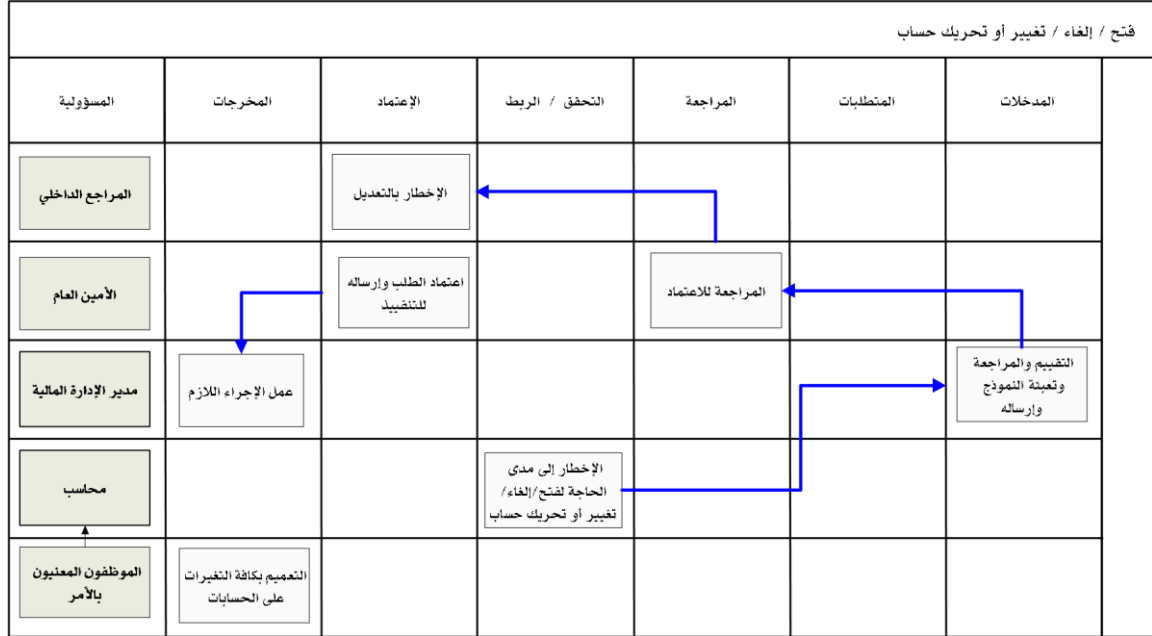 فتح / إلغاء / تغيير أو تحريك حساب
المدخلات
المتطلبات
المراجعة
التحقق / الربط
الإعتماد
المخرجات
المسؤولية
الإخطار بالتعديل
المراجع الداخلي
المراجعة للاعتماد
اعتماد الطلب وإرساله
للتنفييذ
الأمين العام
التقييم والمراجعة
وتعبئة النموذج
وإرساله
عمل الإجراء اللازم
مدير الإدارة المالية
الإخطار إلى مدى
الحاجة لفتح/إلغاء/
تغيير أو تحريك حساب
محاسب
التعميم بكافة التغيرات
على الحسابات
الموظفون المعنيون
بالأمر